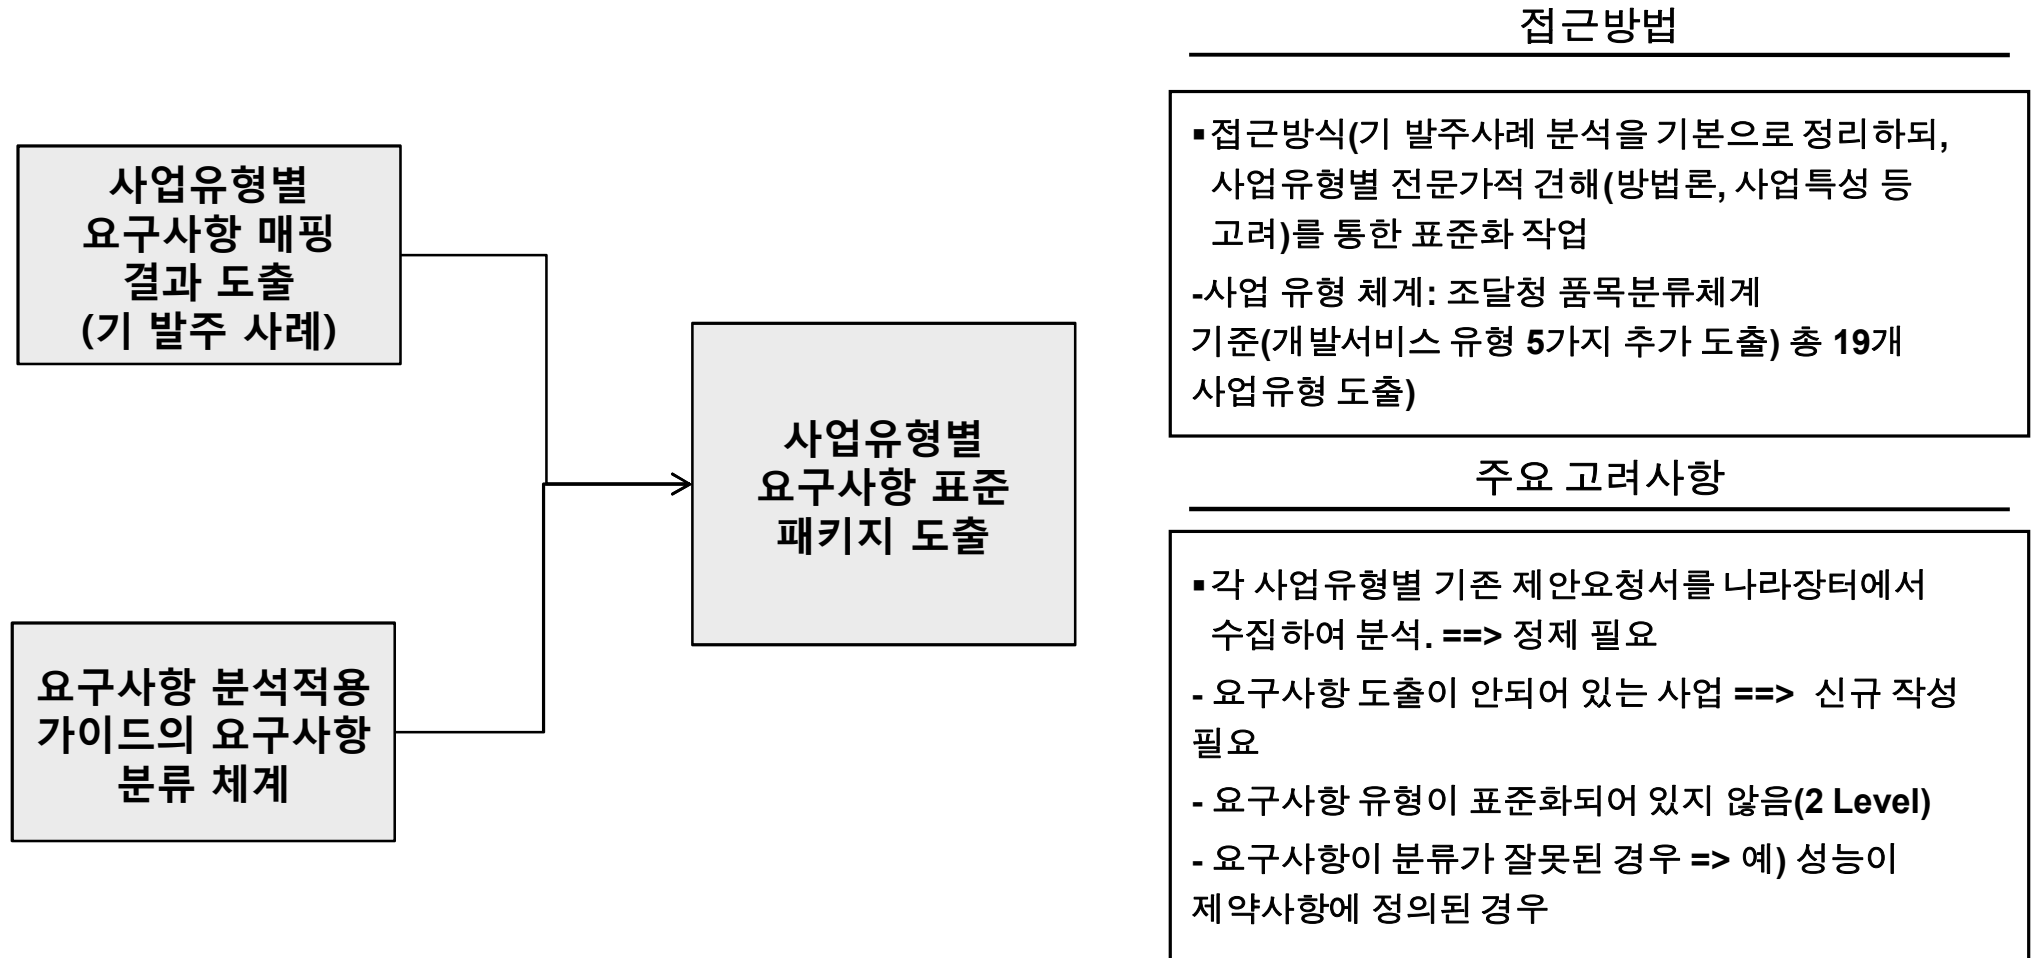 사업유형별
요구사항 매핑
결과 도출
(기 발주 사례)
요구사항 분석적용
가이드의 요구사항
분류 체계
사업유형별
요구사항 표준
패키지 도출
접근방법
▪접근방식(기 발주사례 분석을 기본으로 정리하되,
사업유형별 전문가적 견해(방법론, 사업특성 등
고려)를 통한 표준화 작업
-사업 유형 체계: 조달청 품목분류체계
기준(개발서비스 유형 5가지 추가 도출) 총 19개
사업유형 도출)
주요 고려사항
▪각 사업유형별 기존 제안요청서를 나라장터에서
수집하여 분석. ==> 정제 필요
- 요구사항 도출이 안되어 있는 사업 ==> 신규 작성
필요
- 요구사항 유형이 표준화되어 있지 않음(2 Level)
- 요구사항이 분류가 잘못된 경우 => 예) 성능이
제약사항에 정의된 경우